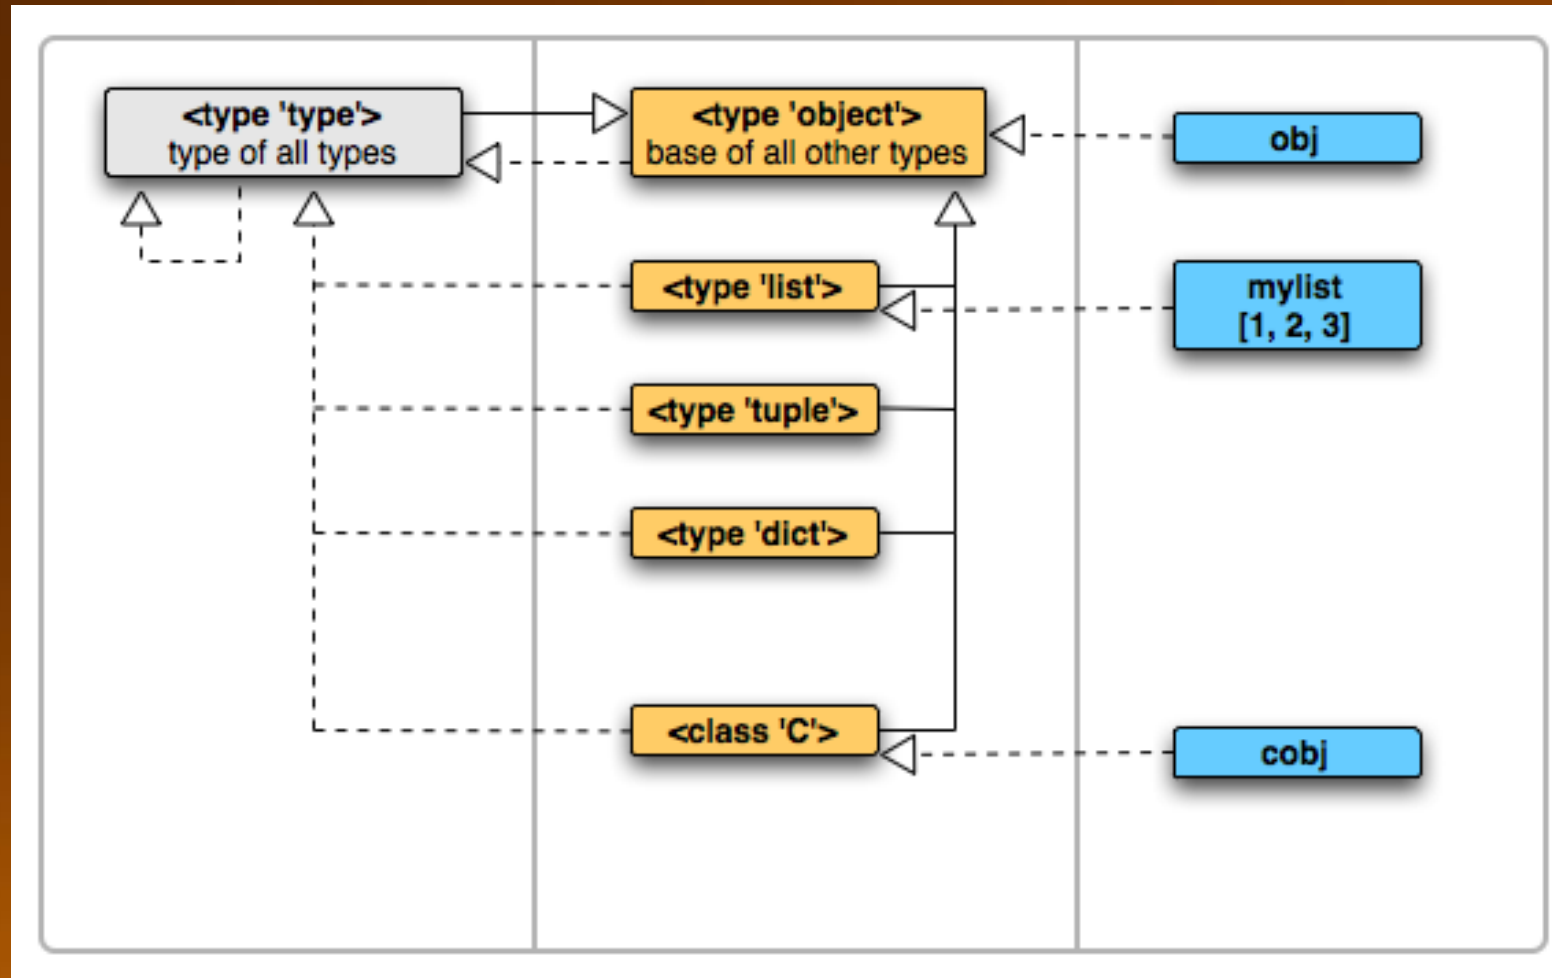 <type 'type'>
type of all types
<type 'object'>
base of all other types
obj
<type 'list'>
mylist
[1, 2, 3]
<type 'tuple'>
<type 'dict'>
<class 'C'>
cobj